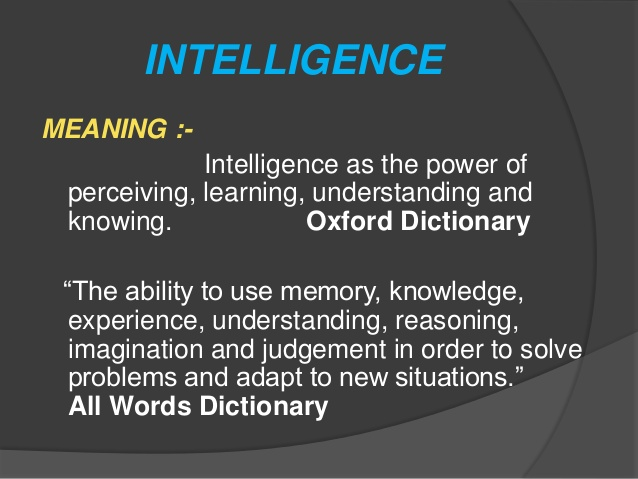 INTELLIGENCE
MEANING :-
Intelligence as the power of
perceiving, learning, understanding and
knowing. Oxford Dictionary
“The ability to use memory, knowledge,
experience, understanding, reasoning,
imagination and judgement in order to solve
problems and adapt to new situations.”
All Words Dictionary